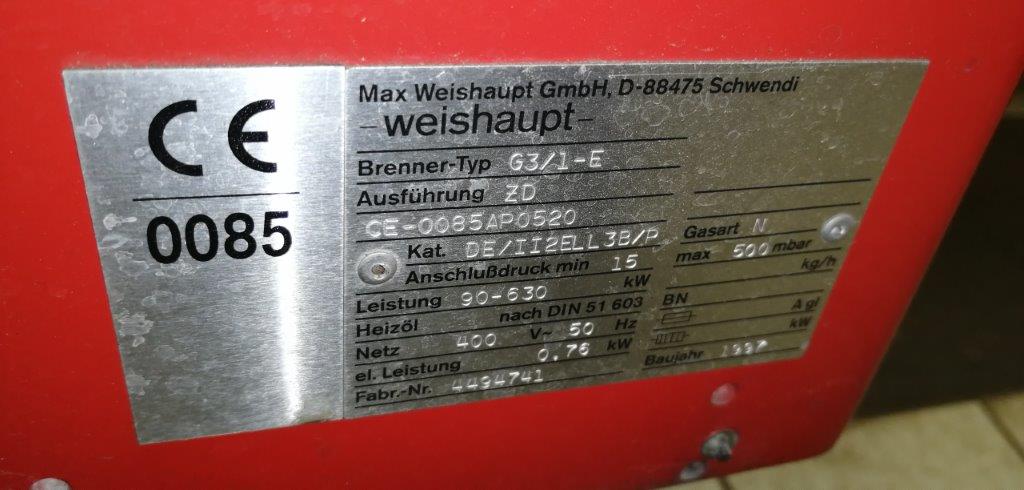 CE
0085
Max Weishaupt GmbH, D-88475 Schwendi
-weishaupt-
Brenner-Typ G3/1-E
Ausführung ZD
CE-0085AP0520
Kat. DE/II2ELL3B/P Gasart N
Anschlußdruck min 15 max 500 mbar
Leistung 90-630 kW kg/h
Heizöl nach DIN 51 603 BN
Netz 400 V~ 50 Hz A gl
el. Leistung 0,76 kW kW
Fabr.-Nr. 4494741 Baujahr 1997